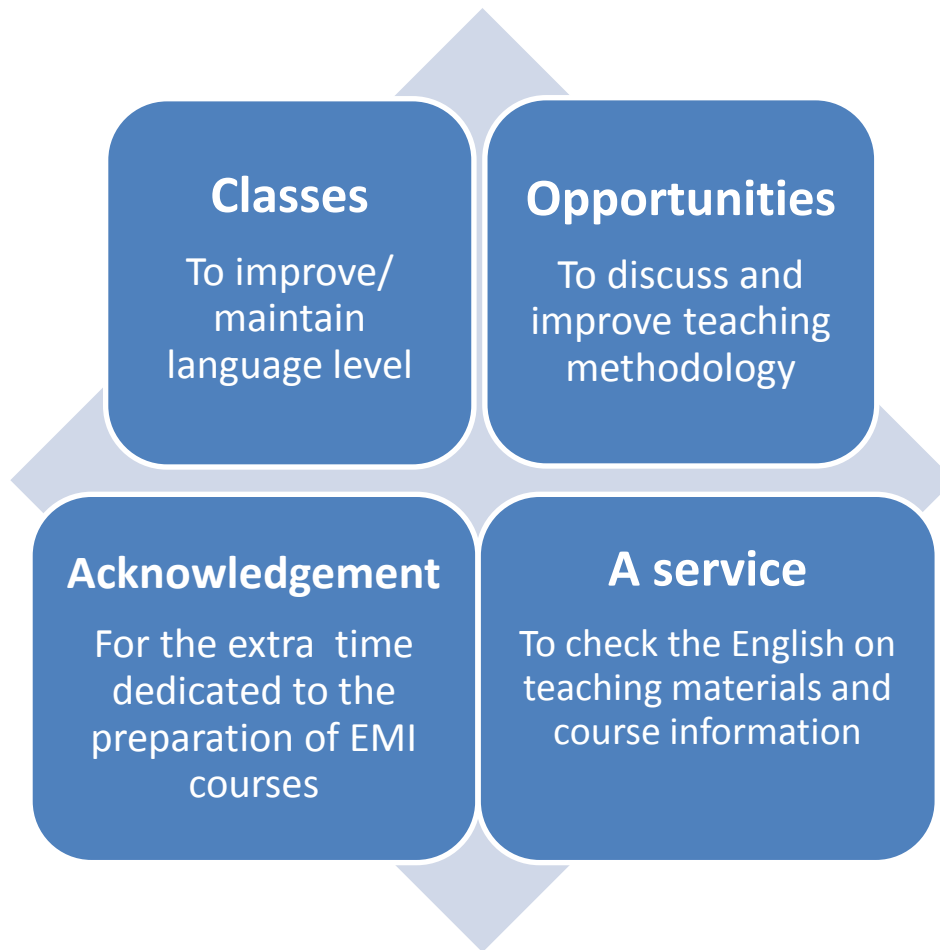 Classes
To improve/
maintain
language level
Opportunities
To discuss and
improve teaching
methodology
Acknowledgement
For the extra  time
dedicated to the
preparation of EMI
courses
A service
To check the English on
teaching materials and
course information